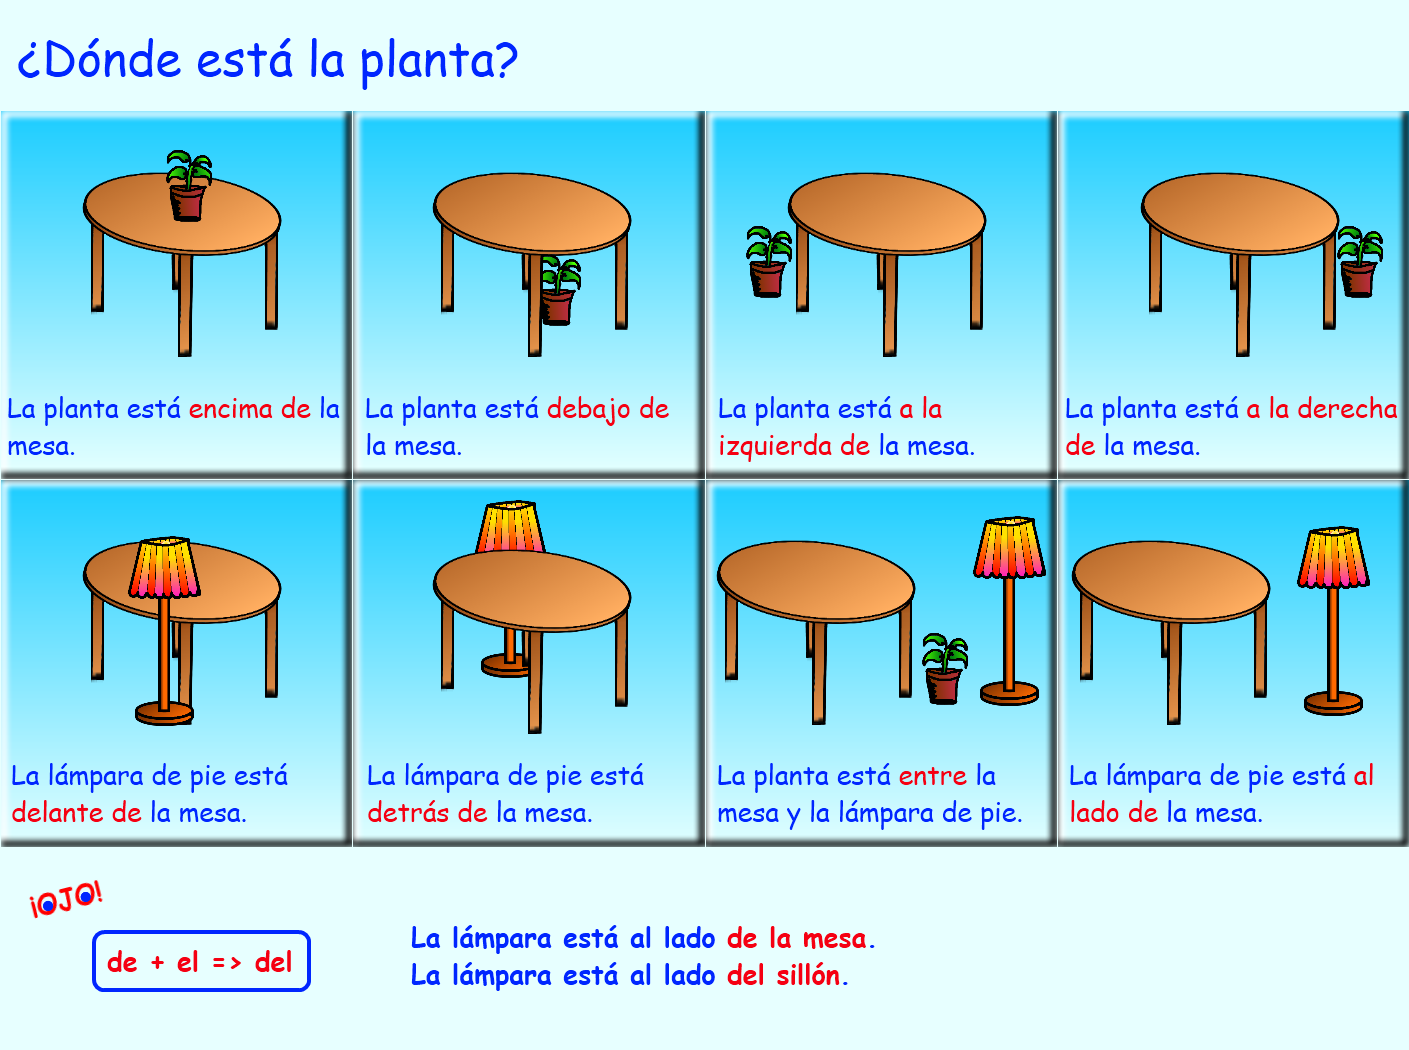 ¿Dónde está la planta?
La planta está encima de la
mesa.
La planta está debajo de
la mesa.
La planta está a la
izquierda de la mesa.
La planta está a la derecha
de la mesa.
La lámpara de pie está
delante de la mesa.
La lámpara de pie está
detrás de la mesa.
La planta está entre la
mesa y la lámpara de pie.
La lámpara de pie está al
lado de la mesa.
¡OJO!
de + el => del
La lámpara está al lado de la mesa.
La lámpara está al lado del sillón.